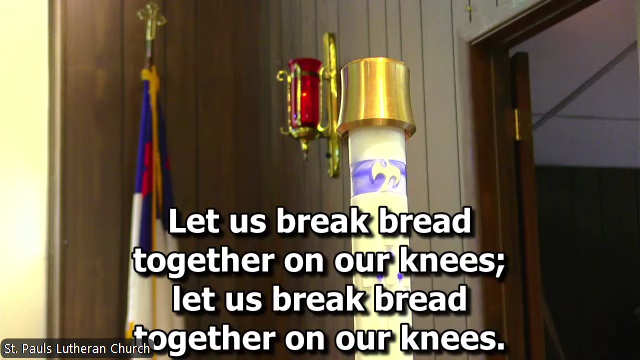 Let us break bread
together on our knees;
let us break bread
together on our knees.
St. Pauls Lutheran Church